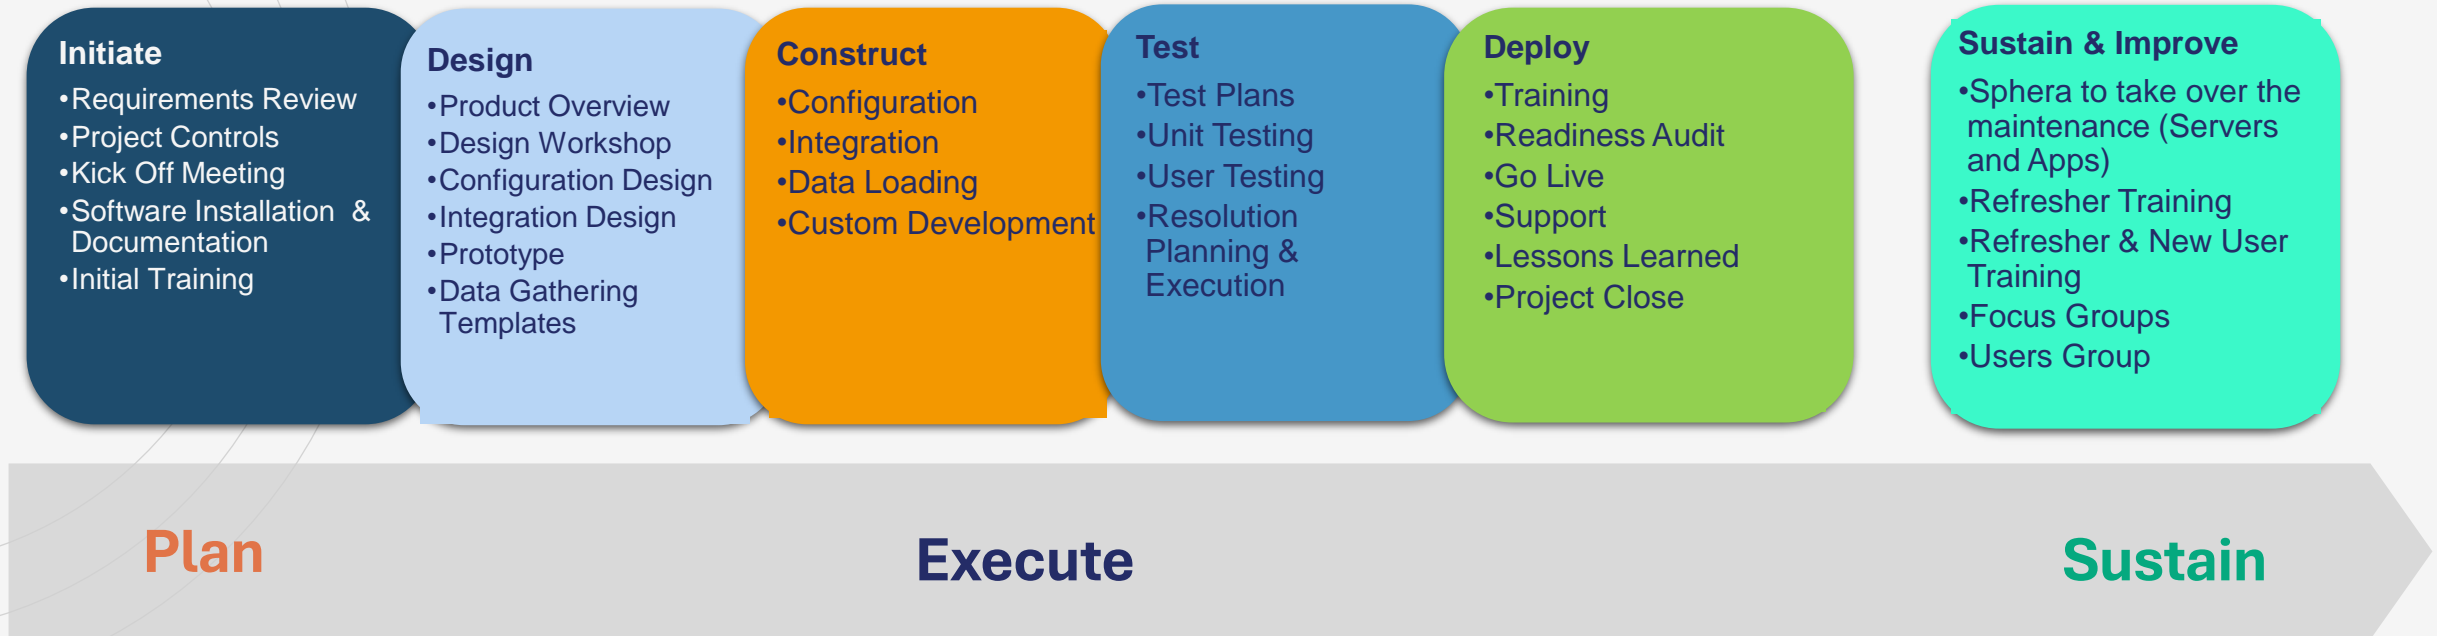 Initiate
•Requirements Review
•Project Controls
•Kick Off Meeting
•Software Installation  &
Documentation
•Initial Training
Design
•Product Overview
•Design Workshop
•Configuration Design
•Integration Design
•Prototype
•Data Gathering
Templates
Construct
•Configuration
•Integration
•Data Loading
•Custom Development
Test
•Test Plans
•Unit Testing
•User Testing
•Resolution
Planning &
Execution
Deploy
•Training
•Readiness Audit
•Go Live
•Support
•Lessons Learned
•Project Close
Sustain & Improve
•Sphera to take over the
maintenance (Servers
and Apps)
•Refresher Training
•Refresher & New User
Training
•Focus Groups
•Users Group
Plan
Execute
Sustain